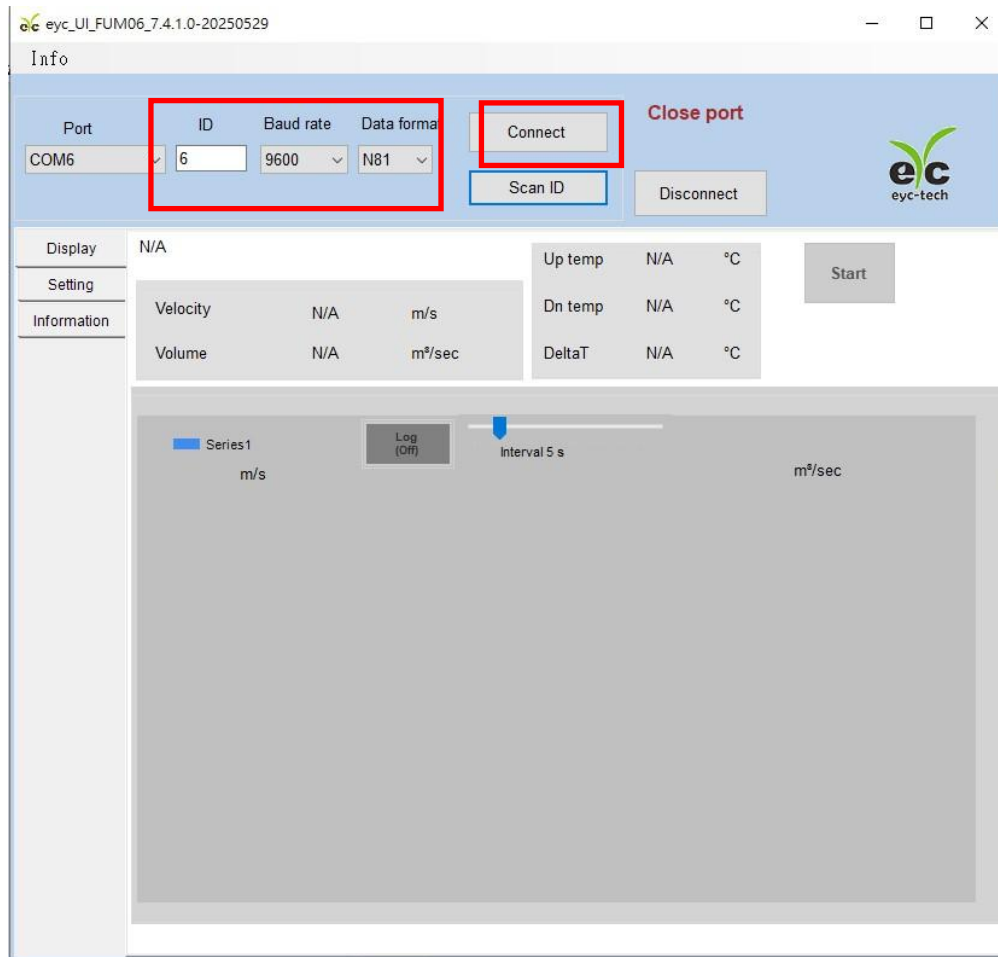 eyc eyc_UI_FUM06_7.4.1.0-20250529
Info
Port ID Baud rate Data format Connect Close port
COM6 6 9600 N81
Scan ID Disconnect
eyc
eyc-tech
Display
Setting
Information
N/A
Velocity N/A m/s
Volume N/A m³/sec
Up temp N/A °C
Dn temp N/A °C
DeltaT N/A °C
Start
Series1
m/s
Log
(Off)
Interval 5 s
m³/sec